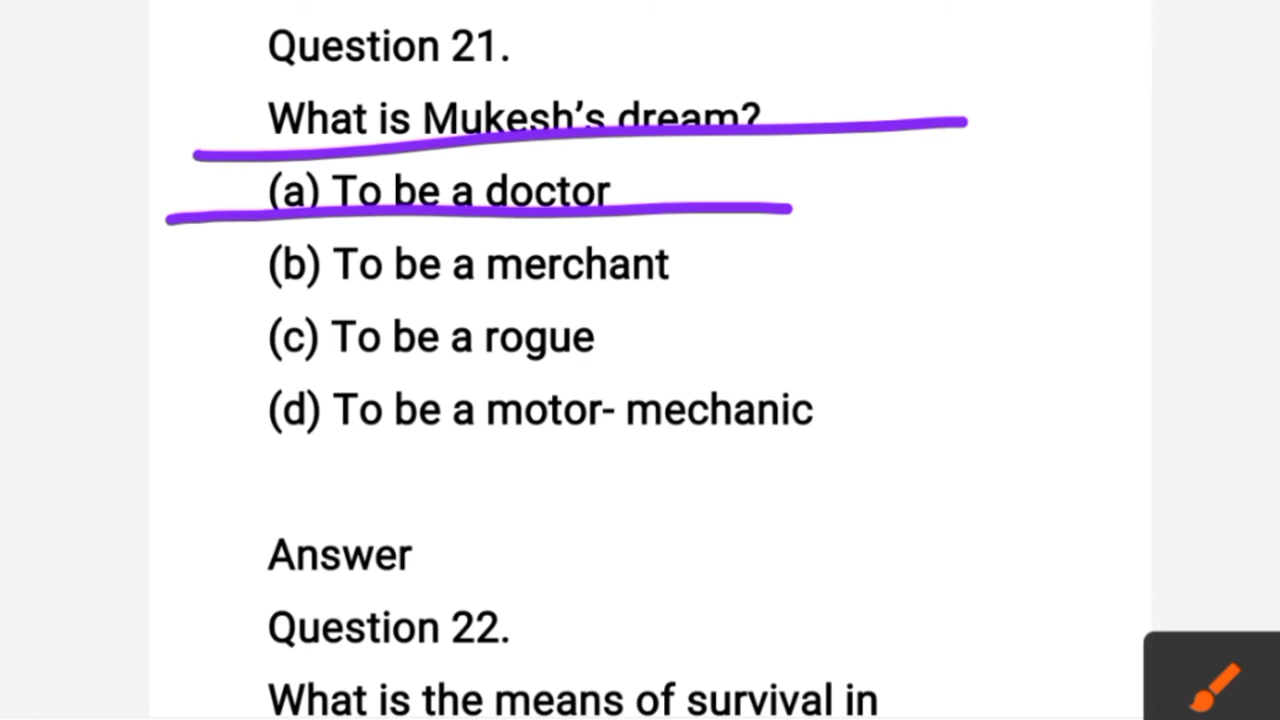 Question 21.
What is Mukesh’s dream?
(a) To be a doctor
(b) To be a merchant
(c) To be a rogue
(d) To be a motor- mechanic
Answer
Question 22.
What is the means of survival in